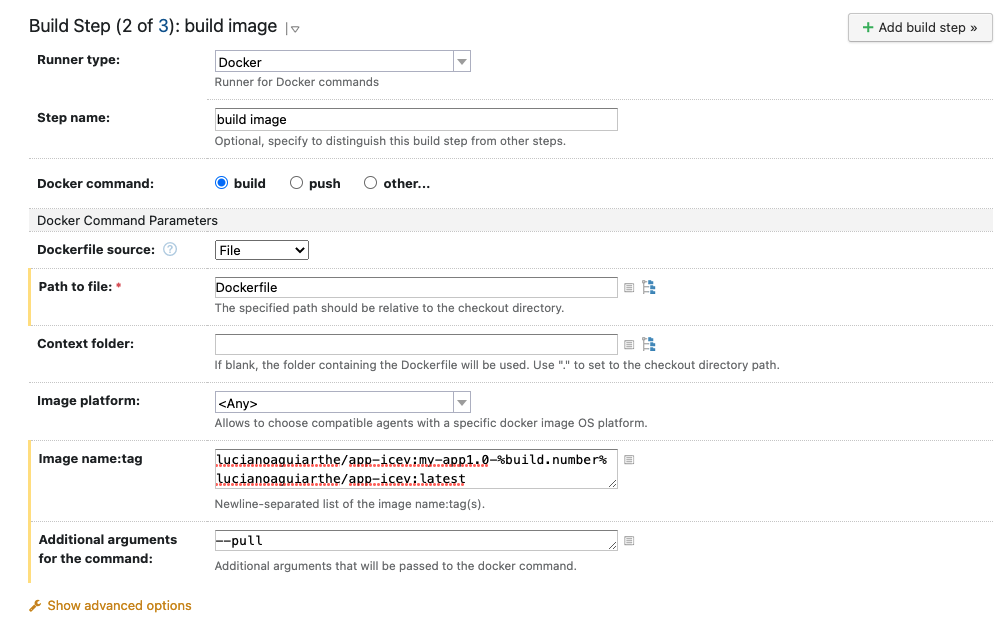 Build Step (2 of 3): build image
+ Add build step »
Runner type:
Docker
Runner for Docker commands
Step name:
build image
Optional, specify to distinguish this build step from other steps.
Docker command:
build push other...
Docker Command Parameters
Dockerfile source: ?
File
Path to file: *
Dockerfile
The specified path should be relative to the checkout directory.
Context folder:
If blank, the folder containing the Dockerfile will be used. Use "." to set to the checkout directory path.
Image platform:
<Any>
Allows to choose compatible agents with a specific docker image OS platform.
Image name:tag
lucianoaguiarthe/app-icev:my-app1.0-%build.number%
lucianoaguiarthe/app-icev:latest
Newline-separated list of the image name:tag(s).
Additional arguments
for the command:
--pull
Additional arguments that will be passed to the docker command.
Show advanced options